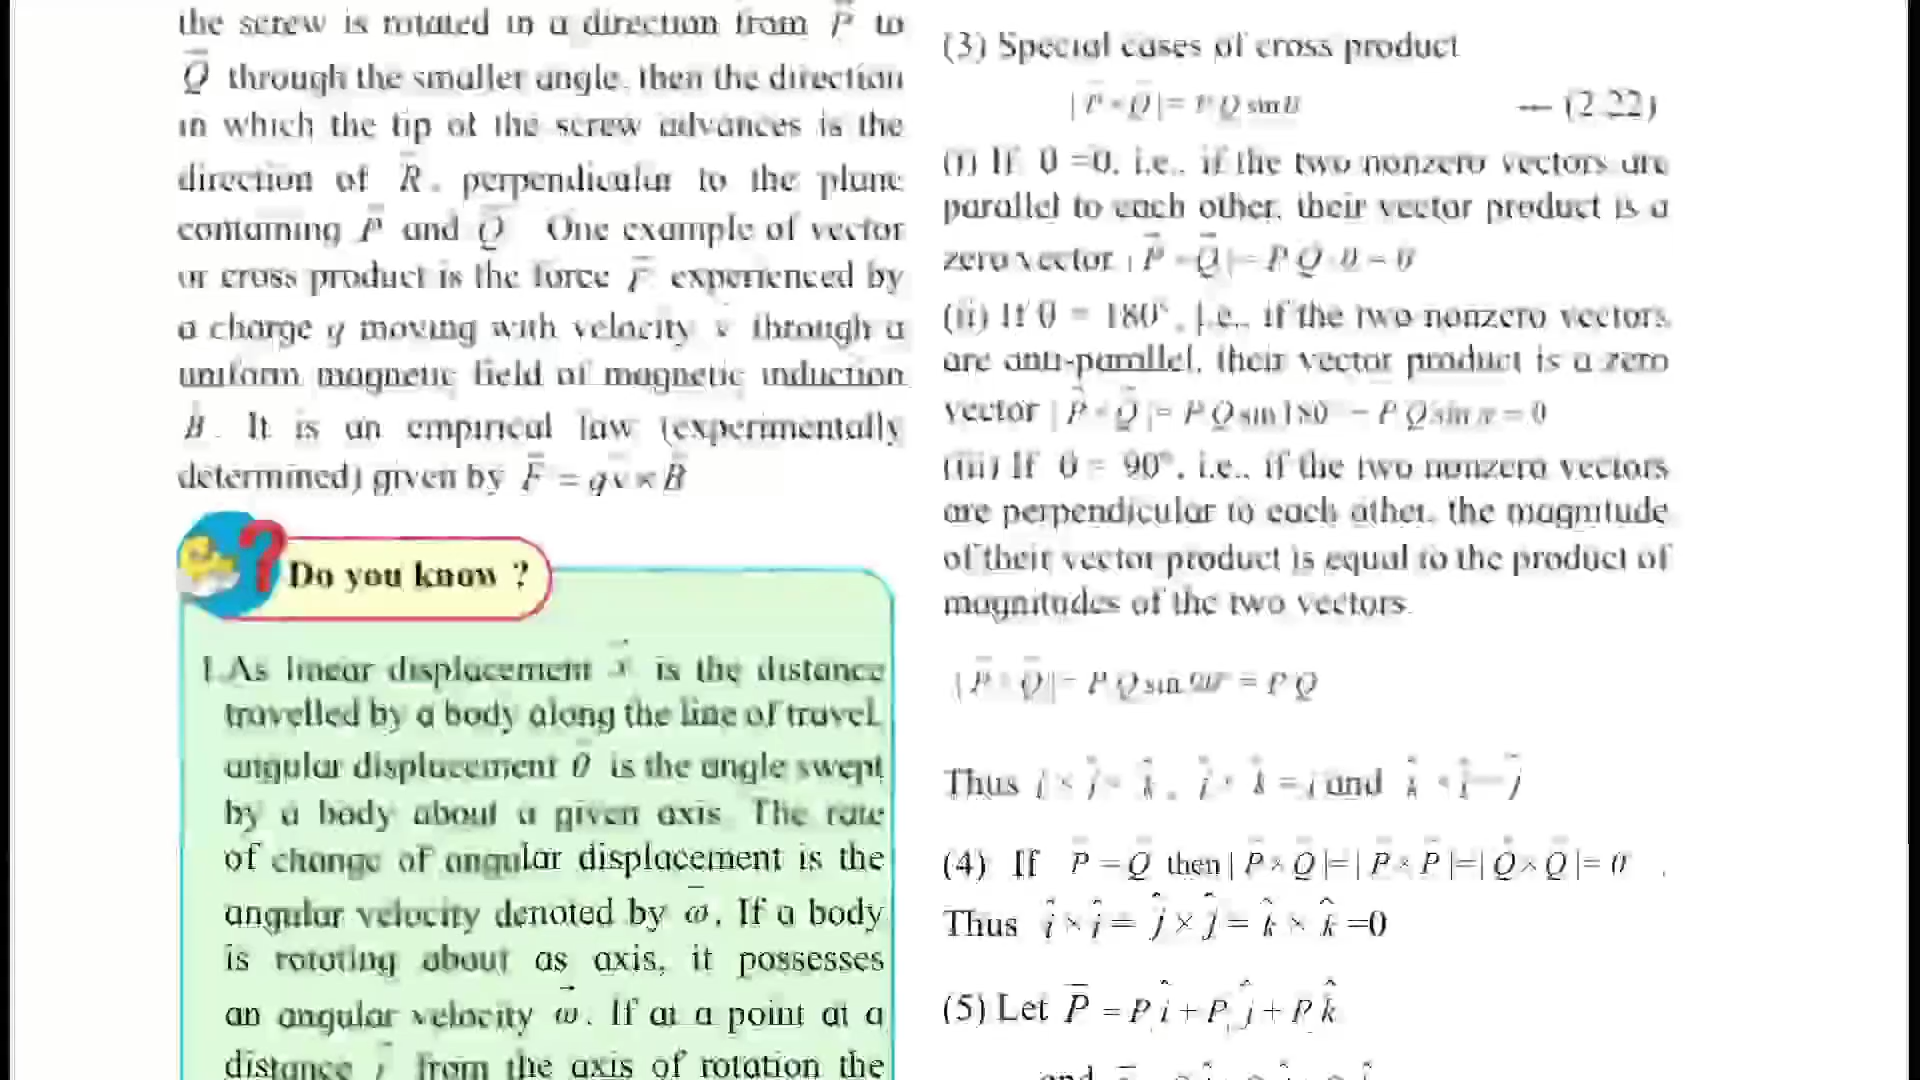 the screw is rotated in a direction from P̄ to
Q̄ through the smaller angle, then the direction
in which the tip of the screw advances is the
direction of R̄, perpendicular to the plane
containing P̄ and Q̄ One example of vector
or cross product is the force F̄ experienced by
a charge q moving with velocity v through a
uniform magnetic field of magnetic induction
B. It is an empirical law (experimentally
determined) given by F̄ = qv × B
Do you know ?
1.As linear displacement x is the distance
travelled by a body along the line of travel,
angular displacement θ is the angle swept
by a body about a given axis. The rate
of change of angular displacement is the
angular velocity denoted by ω̄. If a body
is rotating about as axis, it possesses
an angular velocity ω⃗. If at a point at a
distance r from the axis of rotation the
(3) Special cases of cross product
| P̄ × Q̄ |= P Q sin θ --- (2.22)
(i) If θ =0, i.e., if the two nonzero vectors are
parallel to each other, their vector product is a
zero vector | P̄ × Q̄ |= P Q 0 = 0
(ii) If θ = 180°, i.e., if the two nonzero vectors
are anti-parallel, their vector product is a zero
vector | P̄ × Q̄ |= P Q sin180 = P Q sin π = 0
(iii) If θ = 90°, i.e., if the two nonzero vectors
are perpendicular to each other, the magnitude
of their vector product is equal to the product of
magnitudes of the two vectors.
| P̄ × Q̄ |= P Q sin 90° = P Q
Thus i × j = k, j × k = i and k × i = j
(4) If P̄ = Q̄ then | P̄ × Q̄ |=| P̄ × P̄ |=| Q̄ × Q̄ |= 0
Thus î × î = ĵ × ĵ = k̂ × k̂ =0
(5) Let P̄ = P î + P ĵ + P k̂
and